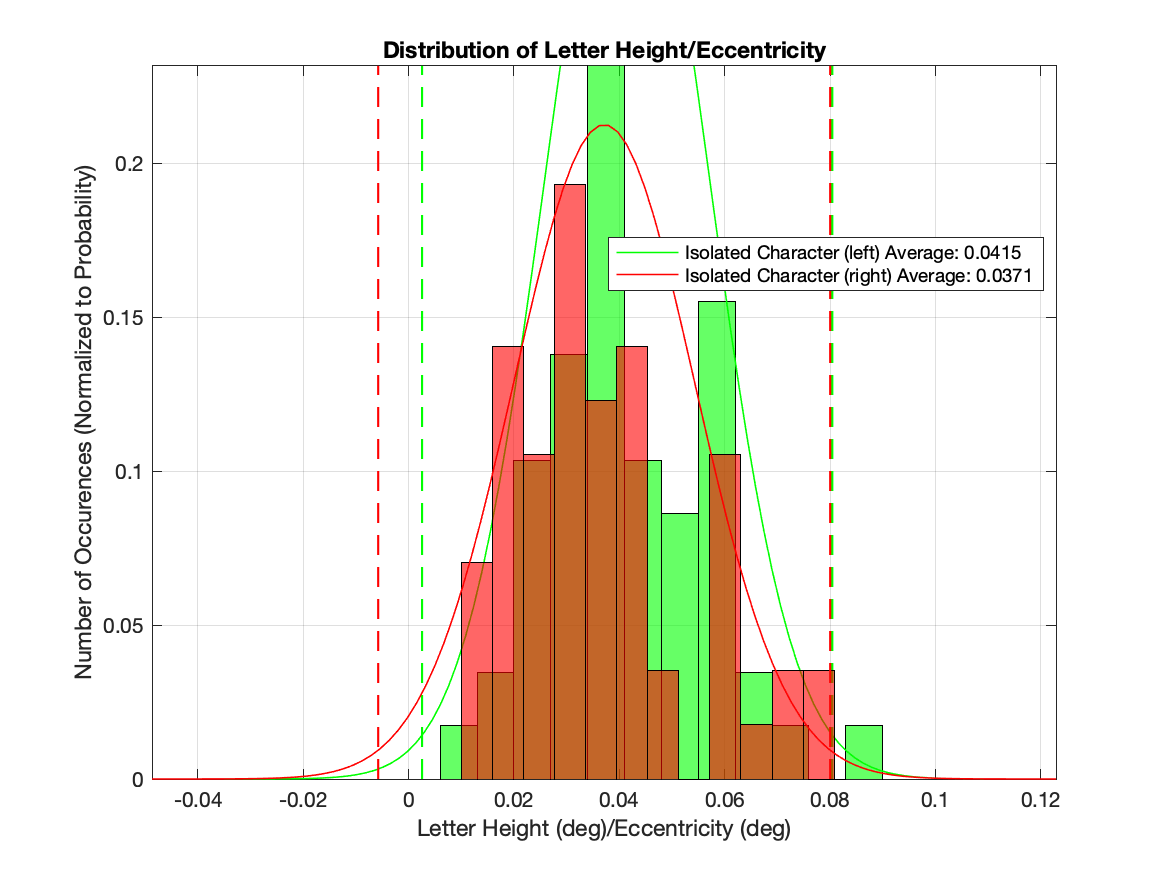 Distribution of Letter Height/Eccentricity
Number of Occurences (Normalized to Probability)
0.2
0.15
0.1
0.05
0
Isolated Character (left) Average: 0.0415
Isolated Character (right) Average: 0.0371
-0.04 -0.02 0 0.02 0.04 0.06 0.08 0.1 0.12
Letter Height (deg)/Eccentricity (deg)